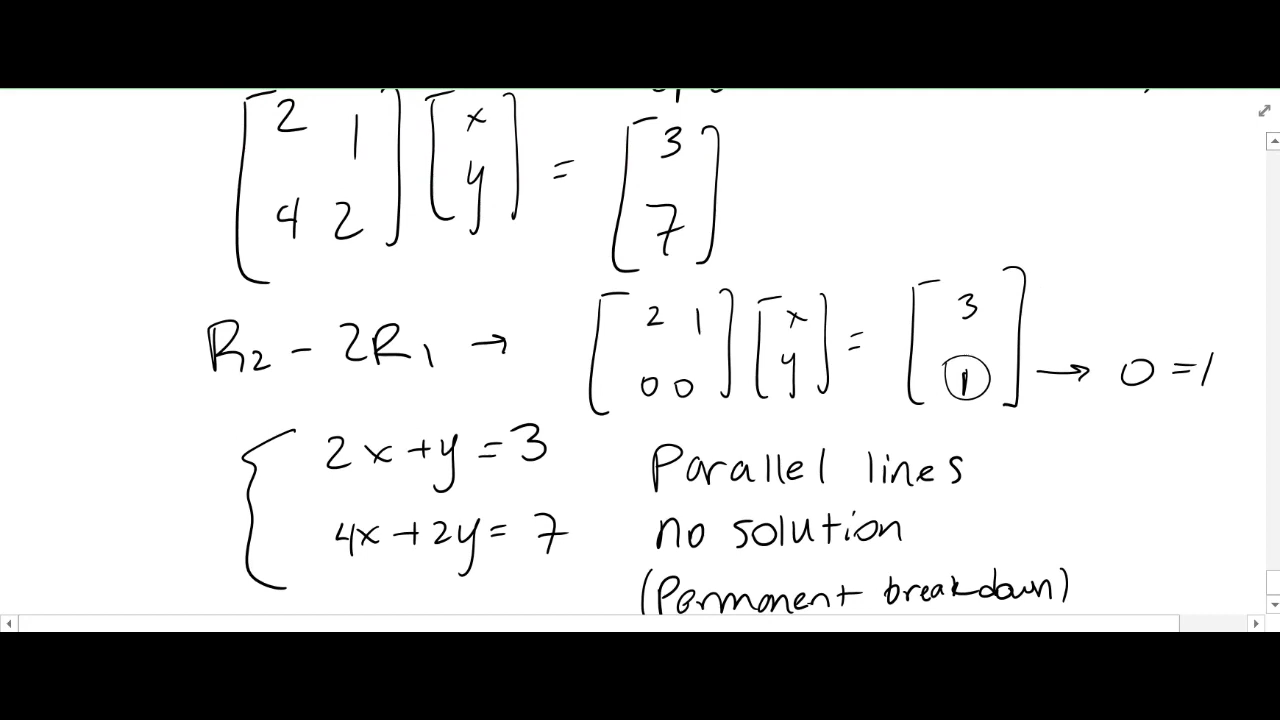 [2 1; 4 2] [x; y] = [3; 7]
R2 - 2R1 → [2 1; 0 0] [x; y] = [3; 1] → 0 = 1
{ 2x + y = 3
4x + 2y = 7
Parallel lines
no solution
(Permanent breakdown)